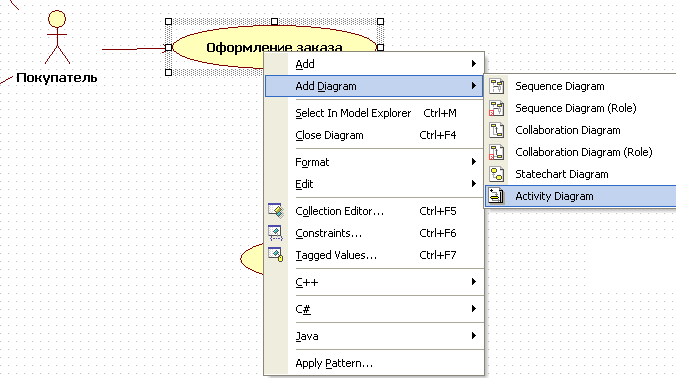 Покупатель
Оформление заказа
Add
Add Diagram
Select In Model Explorer Ctrl+M
Close Diagram Ctrl+F4
Format
Edit
Collection Editor... Ctrl+F5
Constraints... Ctrl+F6
Tagged Values... Ctrl+F7
C++
C#
Java
Apply Pattern...
Sequence Diagram
Sequence Diagram (Role)
Collaboration Diagram
Collaboration Diagram (Role)
Statechart Diagram
Activity Diagram